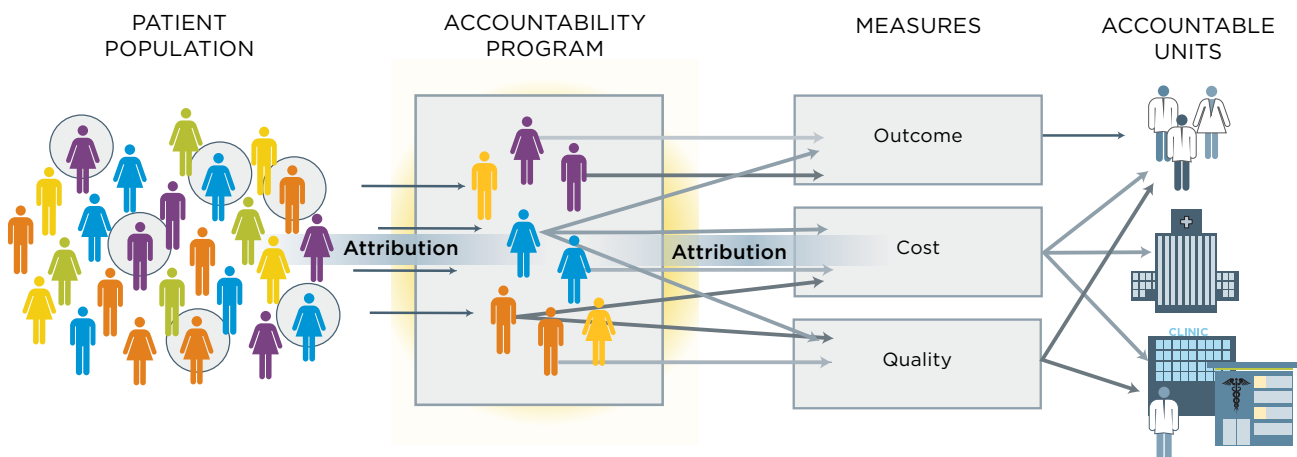 PATIENT
POPULATION
ACCOUNTABILITY
PROGRAM
MEASURES
ACCOUNTABLE
UNITS
Outcome
Attribution
Attribution
Cost
Quality
CLINIC